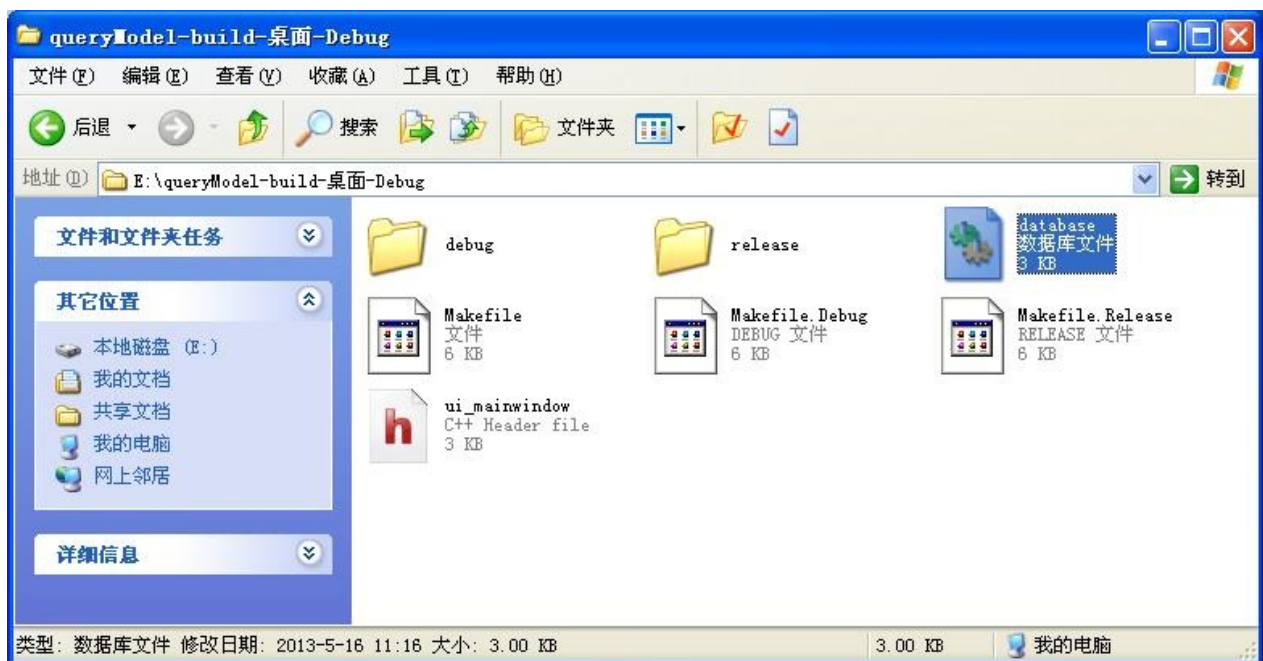 queryModel-build-桌面-Debug
文件(F) 编辑(E) 查看(V) 收藏(A) 工具(T) 帮助(H)
后退 搜索 文件夹
地址(D) E:\queryModel-build-桌面-Debug 转到
文件和文件夹任务
其它位置
本地磁盘 (E:)
我的文档
共享文档
我的电脑
网上邻居
详细信息
debug
release
database
数据库文件
3 KB
Makefile
文件
6 KB
Makefile.Debug
DEBUG 文件
6 KB
Makefile.Release
RELEASE 文件
6 KB
ui_mainwindow
C++ Header file
3 KB
h
类型: 数据库文件 修改日期: 2013-5-16 11:16 大小: 3.00 KB 3.00 KB 我的电脑